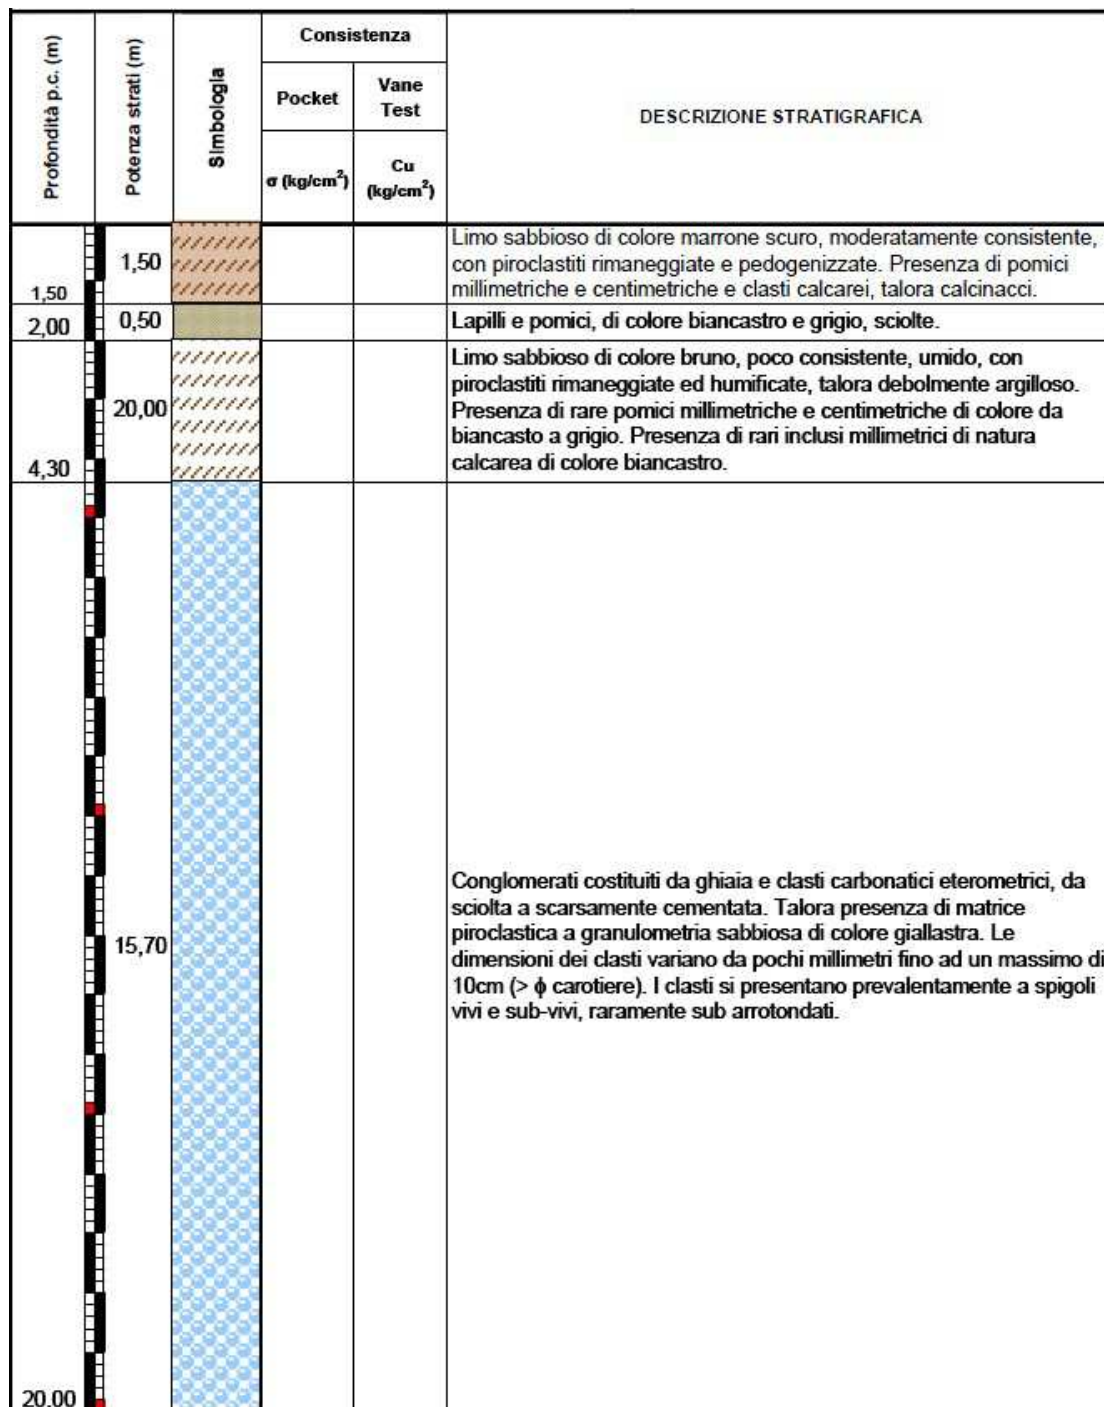 Profondità p.c. (m)
Potenza strati (m)
Simbologia
Consistenza
Pocket
Vane
Test
σ (kg/cm²)
Cu
(kg/cm²)
DESCRIZIONE STRATIGRAFICA
1,50
1,50
Limo sabbioso di colore marrone scuro, moderatamente consistente,
con piroclastiti rimaneggiate e pedogenizzate. Presenza di pomici
millimetriche e centimetriche e clasti calcarei, talora calcinacci.
2,00
0,50
Lapilli e pomici, di colore biancastro e grigio, sciolte.
4,30
20,00
Limo sabbioso di colore bruno, poco consistente, umido, con
piroclastiti rimaneggiate ed humificate, talora debolmente argilloso.
Presenza di rare pomici millimetriche e centimetriche di colore da
biancasto a grigio. Presenza di rari inclusi millimetrici di natura
calcarea di colore biancastro.
15,70
Conglomerati costituiti da ghiaia e clasti carbonatici eterometrici, da
sciolta a scarsamente cementata. Talora presenza di matrice
piroclastica a granulometria sabbiosa di colore giallastra. Le
dimensioni dei clasti variano da pochi millimetri fino ad un massimo di
10cm (> ϕ carotiere). I clasti si presentano prevalentemente a spigoli
vivi e sub-vivi, raramente sub arrotondati.
20,00